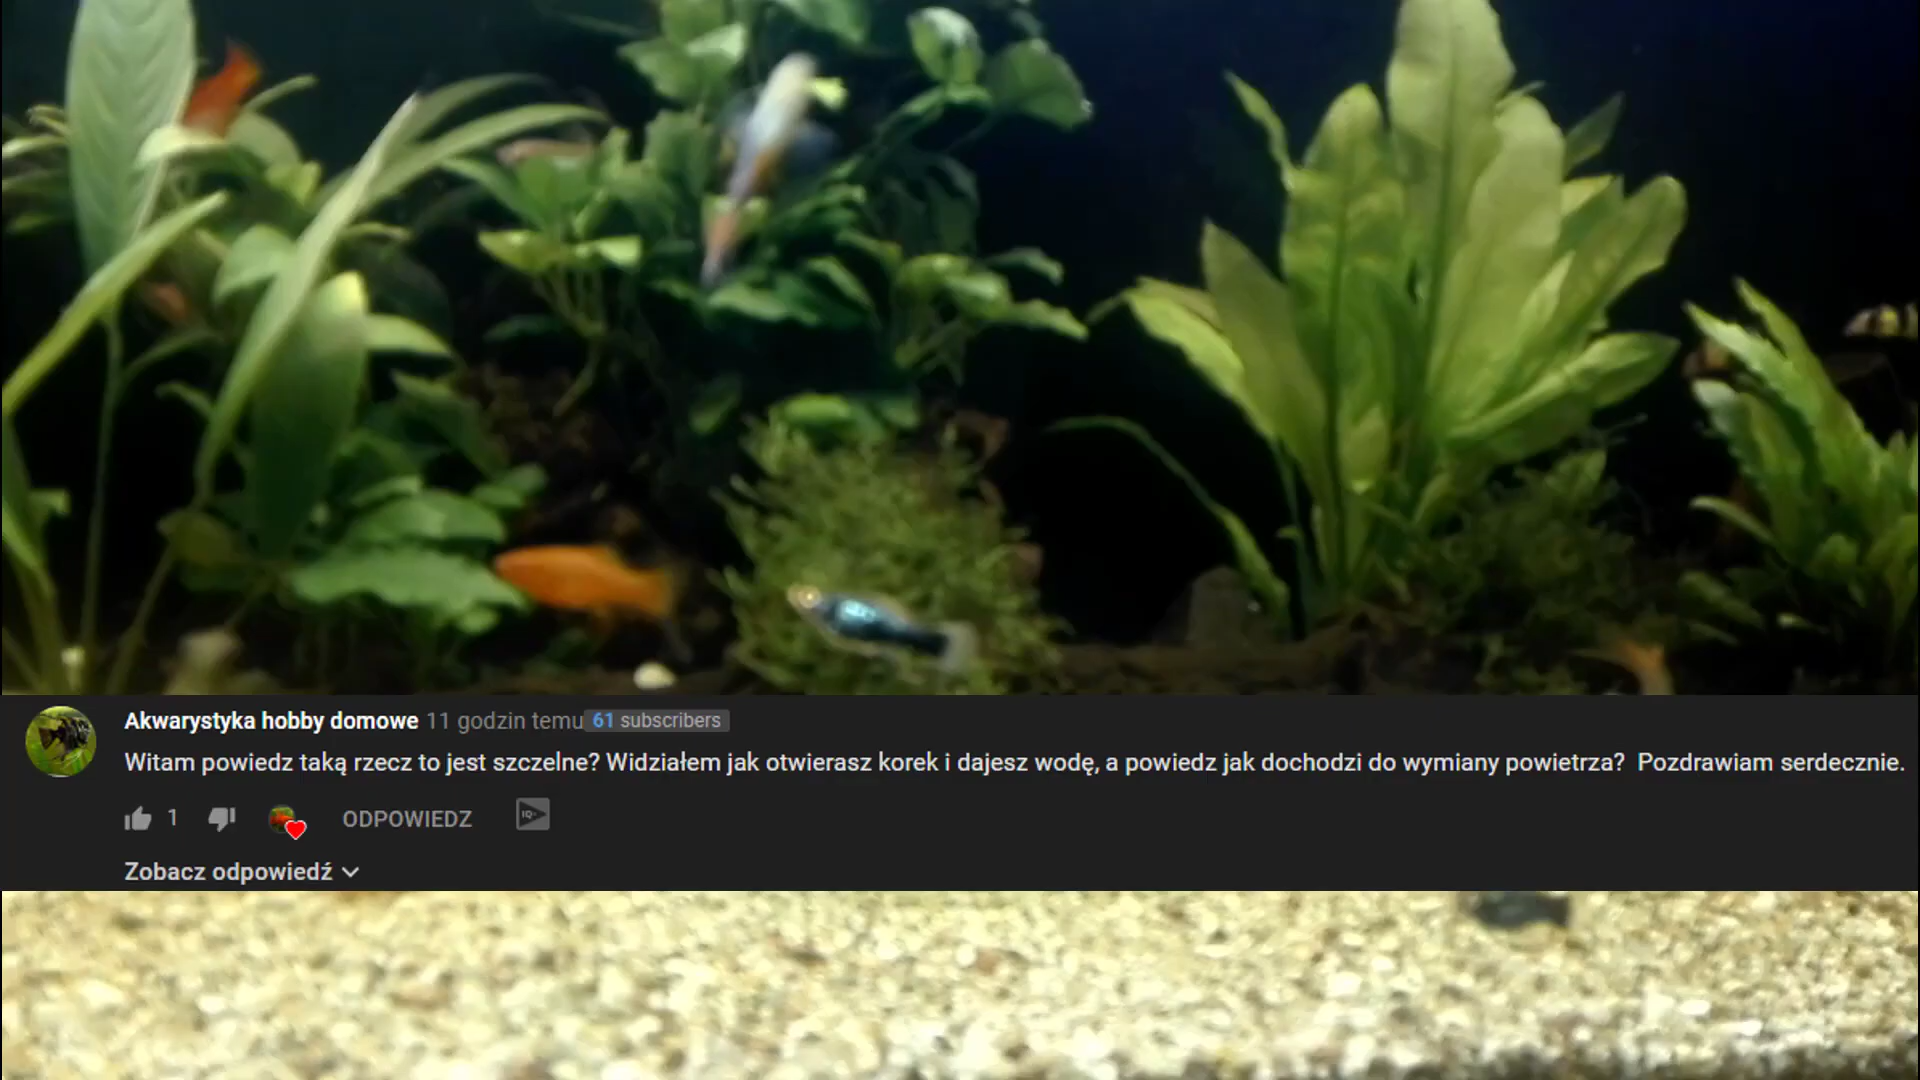 Akwarystyka hobby domowe 11 godzin temu 61 subscribers
Witam powiedz taką rzecz to jest szczelne? Widziałem jak otwierasz korek i dajesz wodę, a powiedz jak dochodzi do wymiany powietrza? Pozdrawiam serdecznie.
1 ODPOWIEDZ IQ
Zobacz odpowiedź